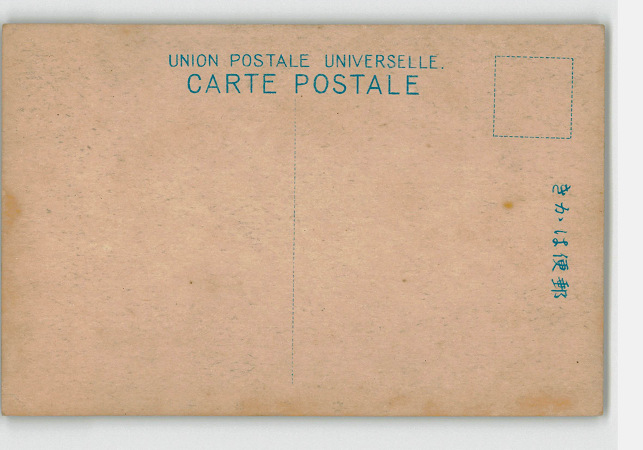 UNION POSTALE UNIVERSELLE.
CARTE POSTALE
きかは便郵